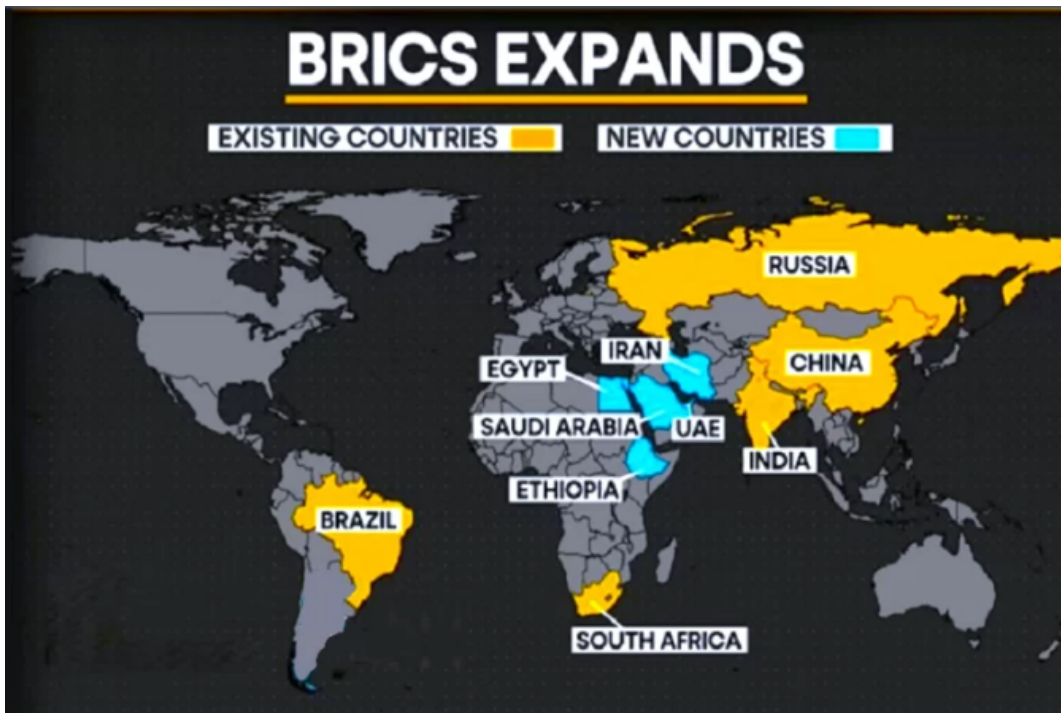 BRICS EXPANDS
EXISTING COUNTRIES
NEW COUNTRIES
RUSSIA
IRAN
CHINA
EGYPT
SAUDI ARABIA
UAE
INDIA
ETHIOPIA
BRAZIL
SOUTH AFRICA